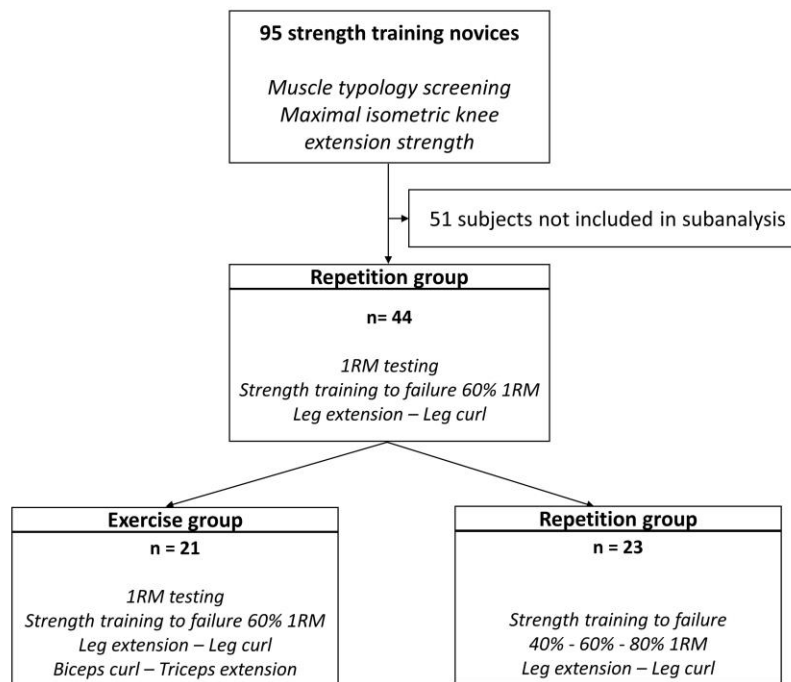 95 strength training novices
Muscle typology screening
Maximal isometric knee
extension strength
51 subjects not included in subanalysis
Repetition group
n= 44
1RM testing
Strength training to failure 60% 1RM
Leg extension – Leg curl
Exercise group
n = 21
1RM testing
Strength training to failure 60% 1RM
Leg extension – Leg curl
Biceps curl – Triceps extension
Repetition group
n = 23
Strength training to failure
40% - 60% - 80% 1RM
Leg extension – Leg curl